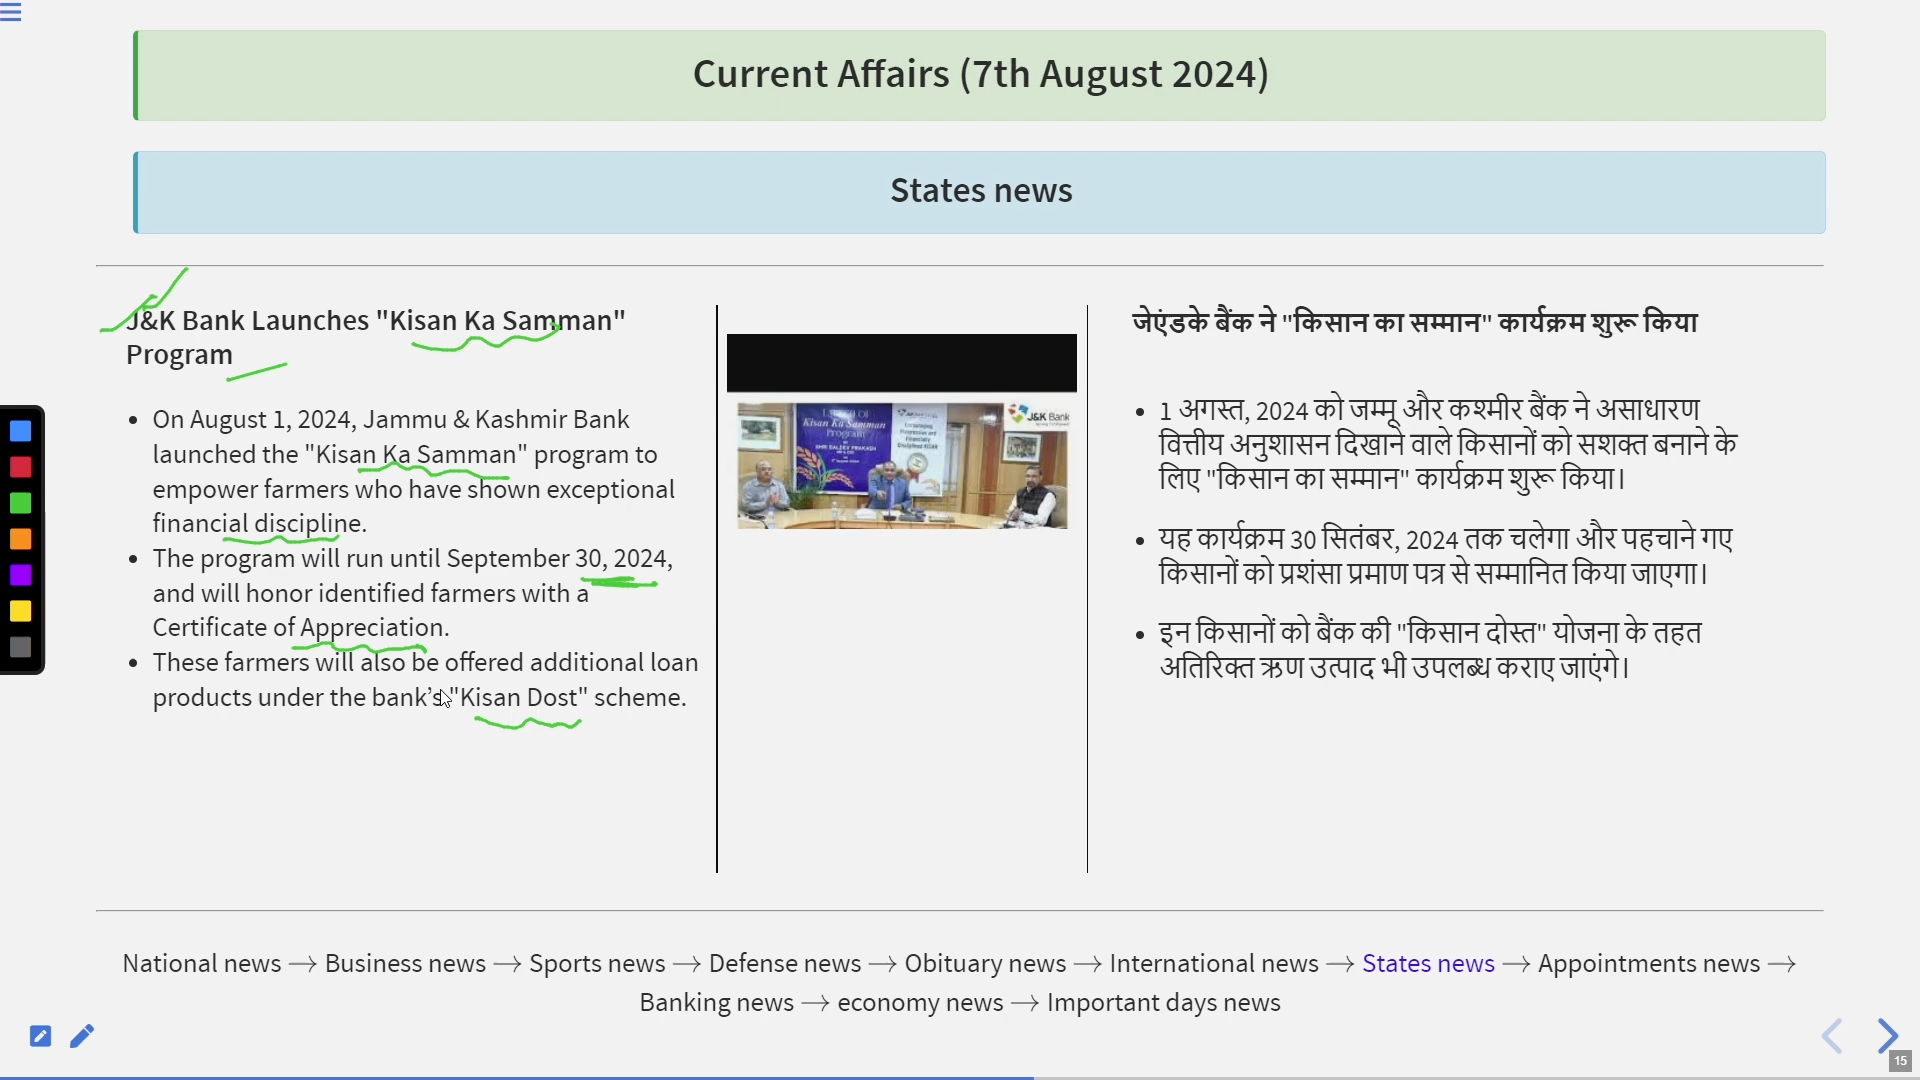 Current Affairs (7th August 2024)
States news
J&K Bank Launches "Kisan Ka Samman"
Program
• On August 1, 2024, Jammu & Kashmir Bank
launched the "Kisan Ka Samman" program to
empower farmers who have shown exceptional
financial discipline.
• The program will run until September 30, 2024,
and will honor identified farmers with a
Certificate of Appreciation.
• These farmers will also be offered additional loan
products under the bank’s "Kisan Dost" scheme.
Kisan Ka Samman
Program
J&K Bank
जेएंडके बैंक ने "किसान का सम्मान" कार्यक्रम शुरू किया
• 1 अगस्त, 2024 को जम्मू और कश्मीर बैंक ने असाधारण
वित्तीय अनुशासन दिखाने वाले किसानों को सशक्त बनाने के
लिए "किसान का सम्मान" कार्यक्रम शुरू किया।
• यह कार्यक्रम 30 सितंबर, 2024 तक चलेगा और पहचाने गए
किसानों को प्रशंसा प्रमाण पत्र से सम्मानित किया जाएगा।
• इन किसानों को बैंक की "किसान दोस्त" योजना के तहत
अतिरिक्त ऋण उत्पाद भी उपलब्ध कराए जाएंगे।
National news → Business news → Sports news → Defense news → Obituary news → International news → States news → Appointments news →
Banking news → economy news → Important days news
15